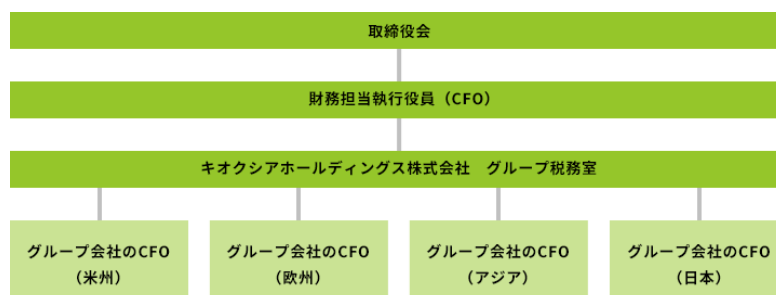 取締役会
財務担当執行役員（CFO）
キオクシアホールディングス株式会社　グループ税務室
グループ会社のCFO
（米州）
グループ会社のCFO
（欧州）
グループ会社のCFO
（アジア）
グループ会社のCFO
（日本）